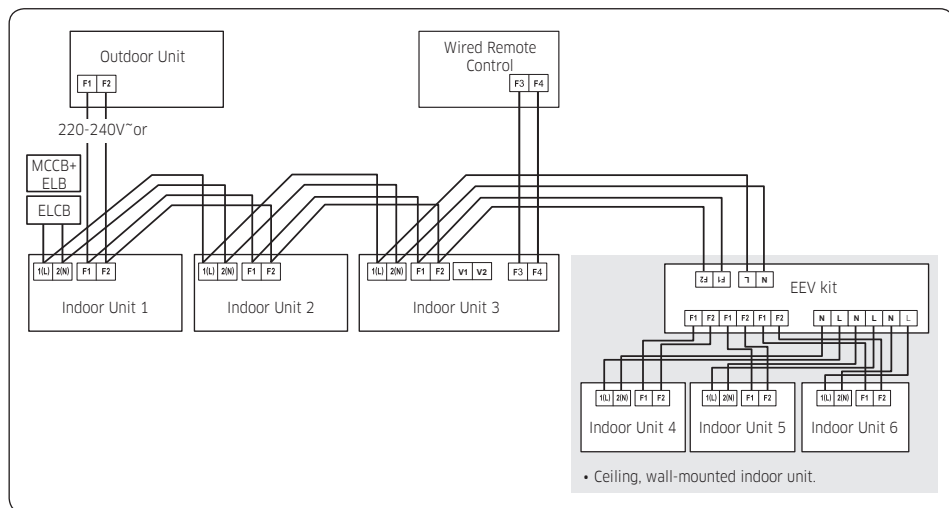 Outdoor Unit
F1 F2
Wired Remote
Control
F3 F4
220-240V~or
MCCB+
ELB
ELCB
1(L) 2(N) F1 F2
Indoor Unit 1
1(L) 2(N) F1 F2
Indoor Unit 2
1(L) 2(N) F1 F2 V1 V2 F3 F4
Indoor Unit 3
F2 F1 L N
EEV kit
F1 F2 F1 F2 F1 F2 N L N L N L
1(L) 2(N) F1 F2
Indoor Unit 4
1(L) 2(N) F1 F2
Indoor Unit 5
1(L) 2(N) F1 F2
Indoor Unit 6
• Ceiling, wall-mounted indoor unit.